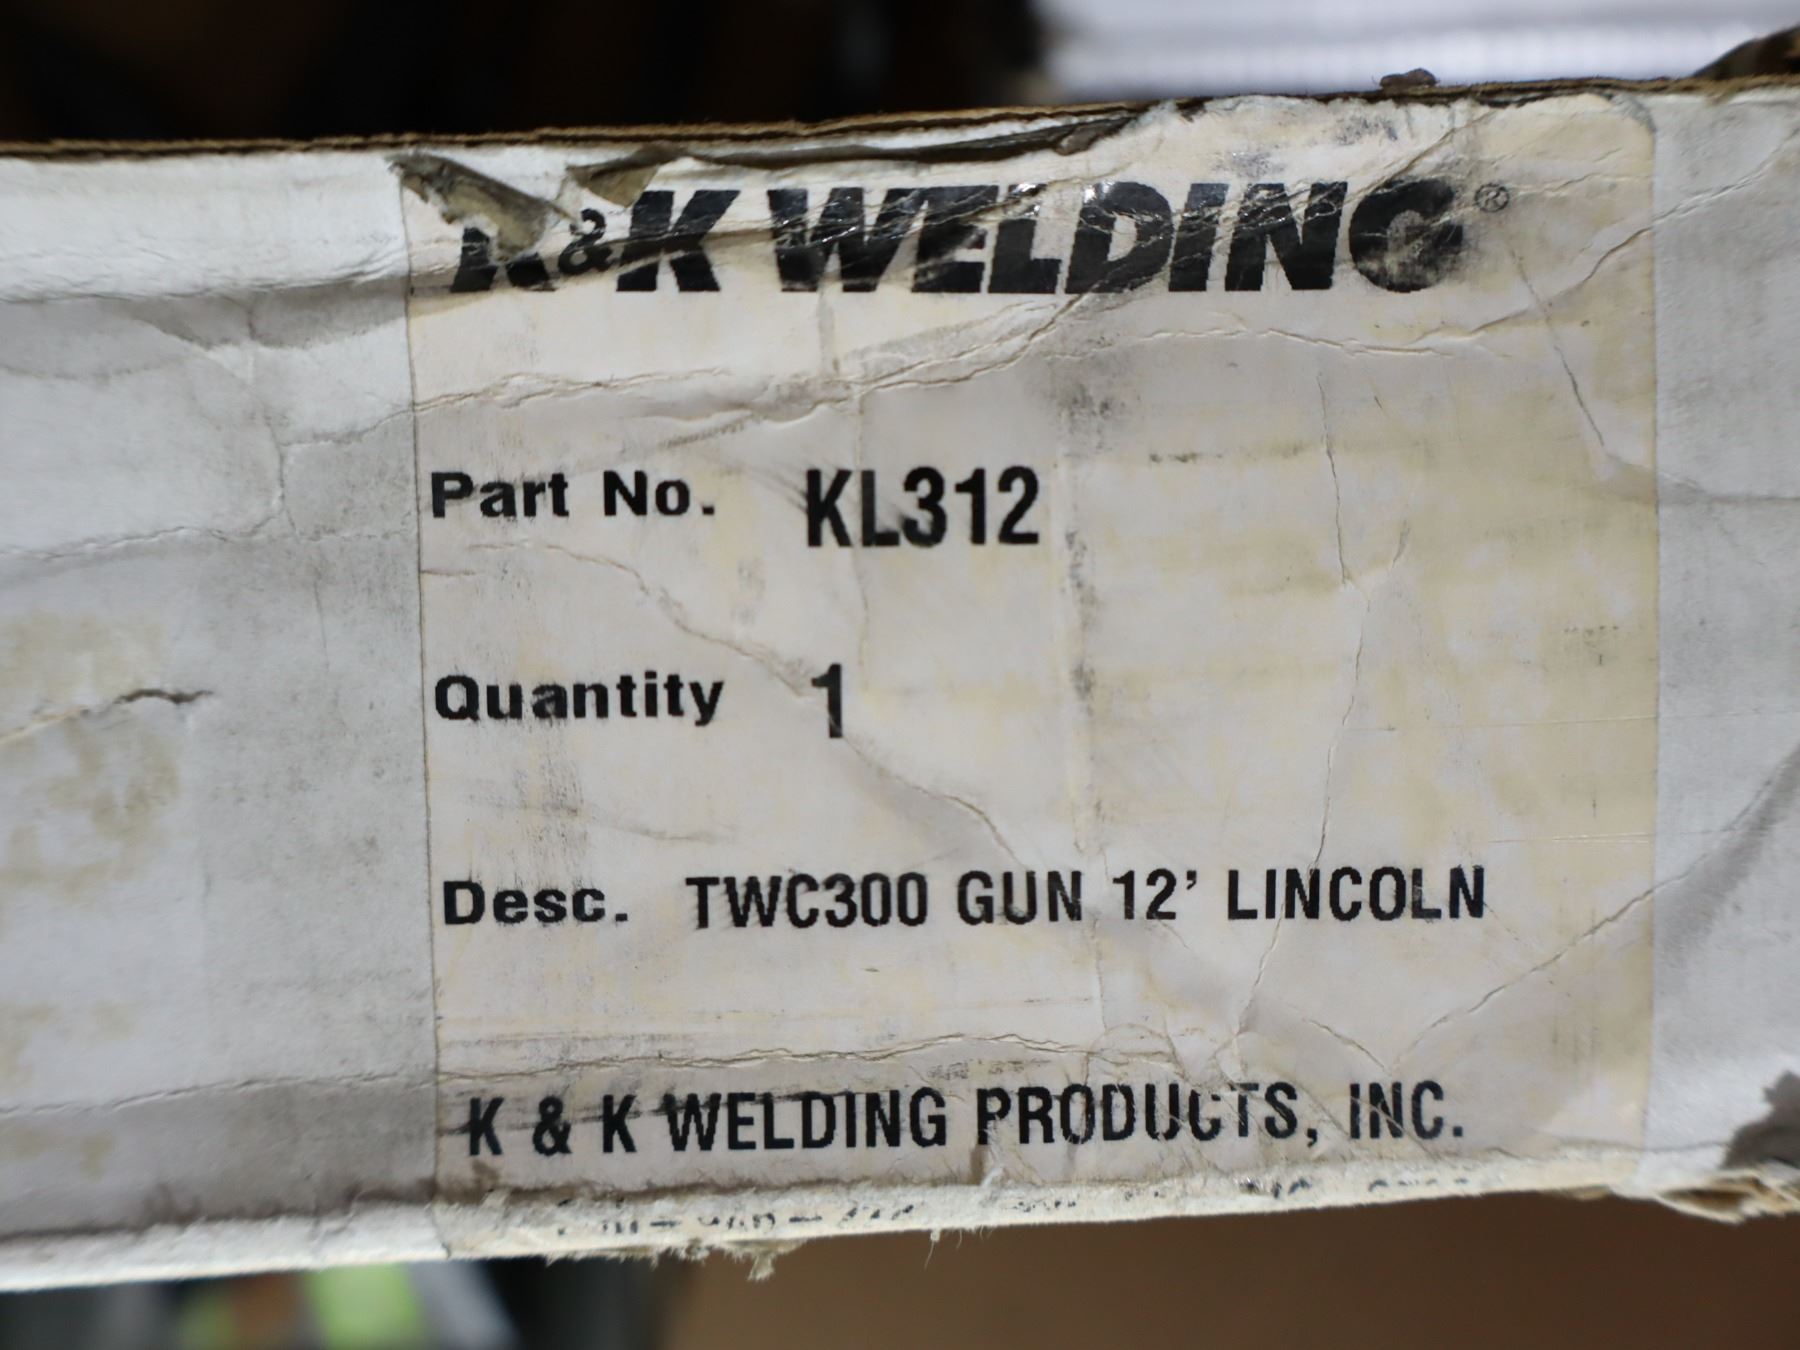 K&K WELDING®
Part No. KL312
Quantity 1
Desc. TWC300 GUN 12' LINCOLN
K & K WELDING PRODUCTS, INC.